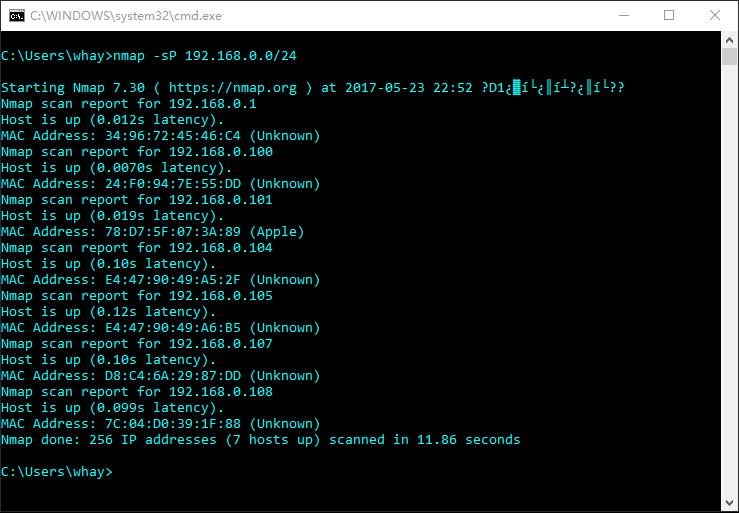 C:\WINDOWS\system32\cmd.exe
C:\Users\whay>nmap -sP 192.168.0.0/24
Starting Nmap 7.30 ( https://nmap.org ) at 2017-05-23 22:52 ?D1¿▓í└¿║í┴?¿║í└??
Nmap scan report for 192.168.0.1
Host is up (0.012s latency).
MAC Address: 34:96:72:45:46:C4 (Unknown)
Nmap scan report for 192.168.0.100
Host is up (0.0070s latency).
MAC Address: 24:F0:94:7E:55:DD (Unknown)
Nmap scan report for 192.168.0.101
Host is up (0.019s latency).
MAC Address: 78:D7:5F:07:3A:89 (Apple)
Nmap scan report for 192.168.0.104
Host is up (0.10s latency).
MAC Address: E4:47:90:49:A5:2F (Unknown)
Nmap scan report for 192.168.0.105
Host is up (0.12s latency).
MAC Address: E4:47:90:49:A6:B5 (Unknown)
Nmap scan report for 192.168.0.107
Host is up (0.10s latency).
MAC Address: D8:C4:6A:29:87:DD (Unknown)
Nmap scan report for 192.168.0.108
Host is up (0.099s latency).
MAC Address: 7C:04:D0:39:1F:88 (Unknown)
Nmap done: 256 IP addresses (7 hosts up) scanned in 11.86 seconds
C:\Users\whay>